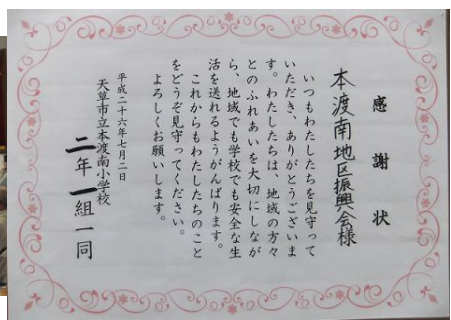 感謝状
本渡南地区振興会様
いつもわたしたちを見守って
いただき、ありがとうございま
す。わたしたちは、地域の方々
とのふれあいを大切にしなが
ら、地域でも学校でも安全な生
活を送れるようがんばります。
これからもわたしたちのこと
をどうぞ見守ってください。
よろしくお願いします。
平成二十六年七月二日
天草市立本渡南小学校
二年一組一同